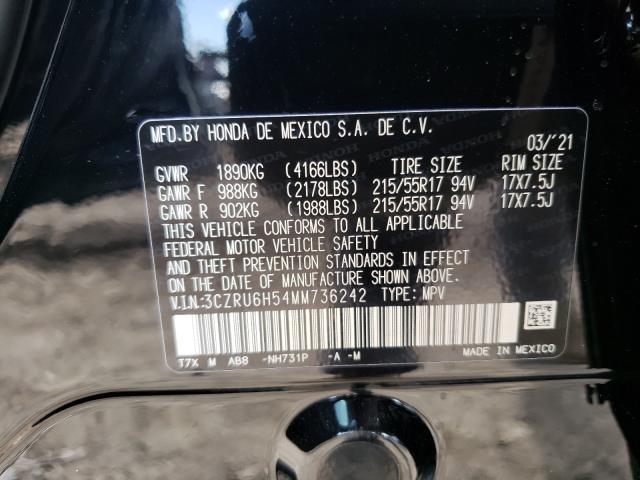 MFD.BY HONDA DE MEXICO S.A. DE C.V.
03/'21
GVWR 1890KG (4166LBS) TIRE SIZE RIM SIZE
GAWR F 988KG (2178LBS) 215/55R17 94V 17X7.5J
GAWR R 902KG (1988LBS) 215/55R17 94V 17X7.5J
THIS VEHICLE CONFORMS TO ALL APPLICABLE
FEDERAL MOTOR VEHICLE SAFETY
AND THEFT PREVENTION STANDARDS IN EFFECT
ON THE DATE OF MANUFACTURE SHOWN ABOVE.
V.I.N.:3CZRU6H54MM736242 TYPE: MPV
T7X M AB8 -NH731P -A -M
MADE IN MEXICO